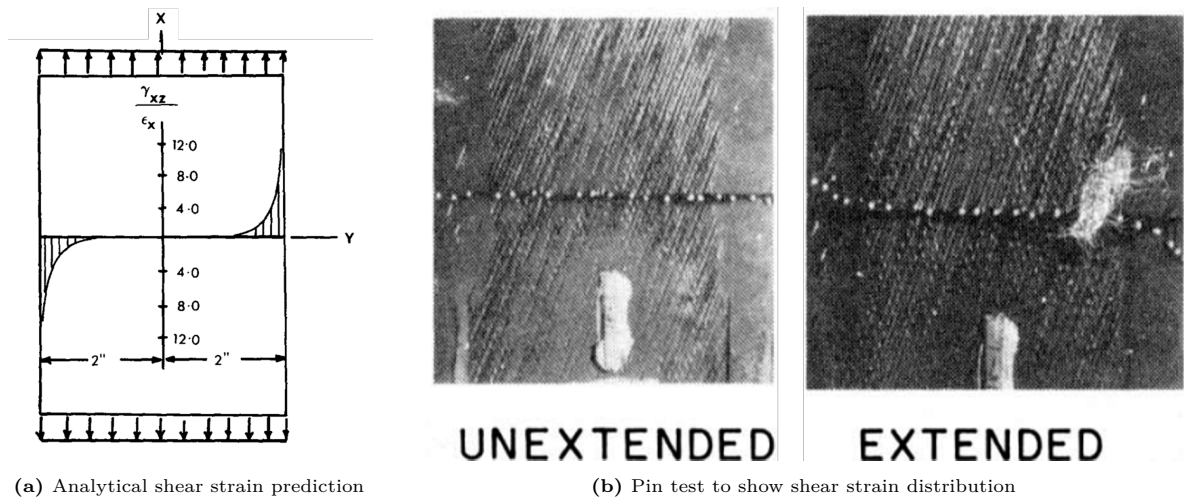 X
γxz
εx
12·0
8·0
4·0
Y
4·0
8·0
12·0
2" 2"
UNEXTENDED EXTENDED
(a) Analytical shear strain prediction (b) Pin test to show shear strain distribution